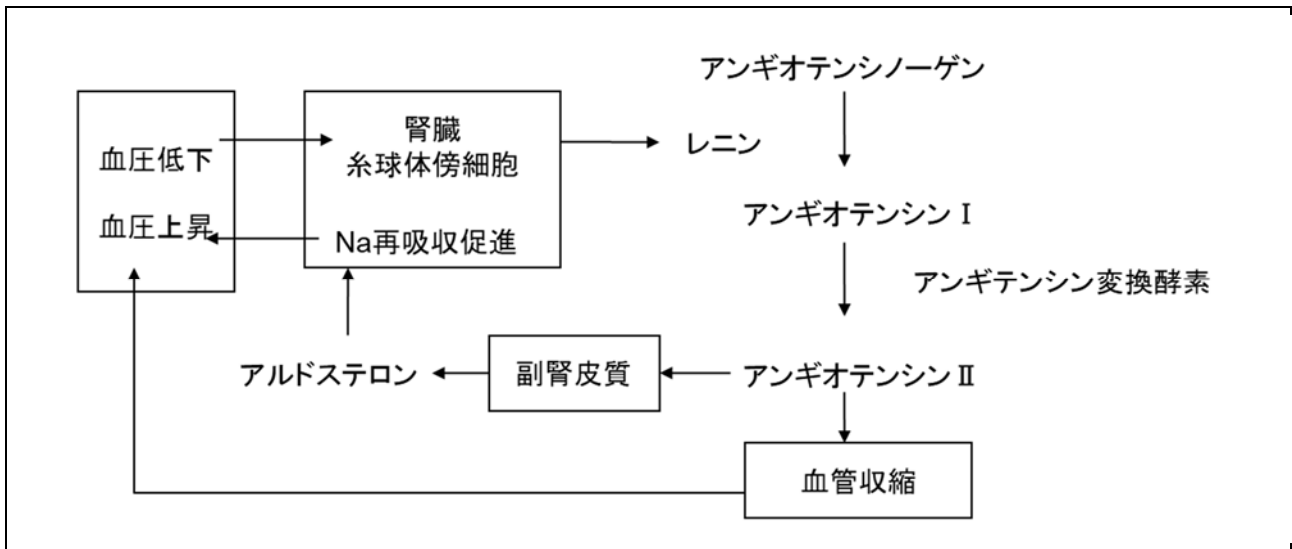 アンギオテンシノーゲン
血圧低下
血圧上昇
腎臓
糸球体傍細胞
Na再吸収促進
レニン
アンギオテンシンⅠ
アンギテンシン変換酵素
アルドステロン
副腎皮質
アンギオテンシンⅡ
血管収縮